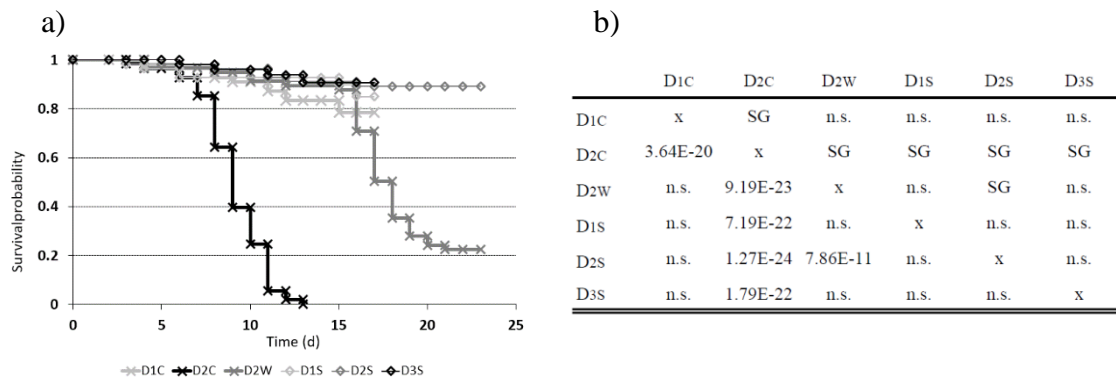 a)
b)
1
0.8
0.6
0.4
0.2
0
Survivalprobability
0 5 10 15 20 25
Time (d)
D1C D2C D2W D1S D2S D3S
D1C D2C D2W D1S D2S D3S
D1C x SG n.s. n.s. n.s. n.s.
D2C 3.64E-20 x SG SG SG SG
D2W n.s. 9.19E-23 x n.s. SG n.s.
D1S n.s. 7.19E-22 n.s. x n.s. n.s.
D2S n.s. 1.27E-24 7.86E-11 n.s. x n.s.
D3S n.s. 1.79E-22 n.s. n.s. n.s. x